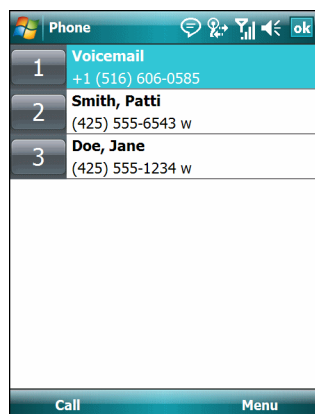 Phone
ok
1
Voicemail
+1 (516) 606-0585
2
Smith, Patti
(425) 555-6543 w
3
Doe, Jane
(425) 555-1234 w
Call
Menu